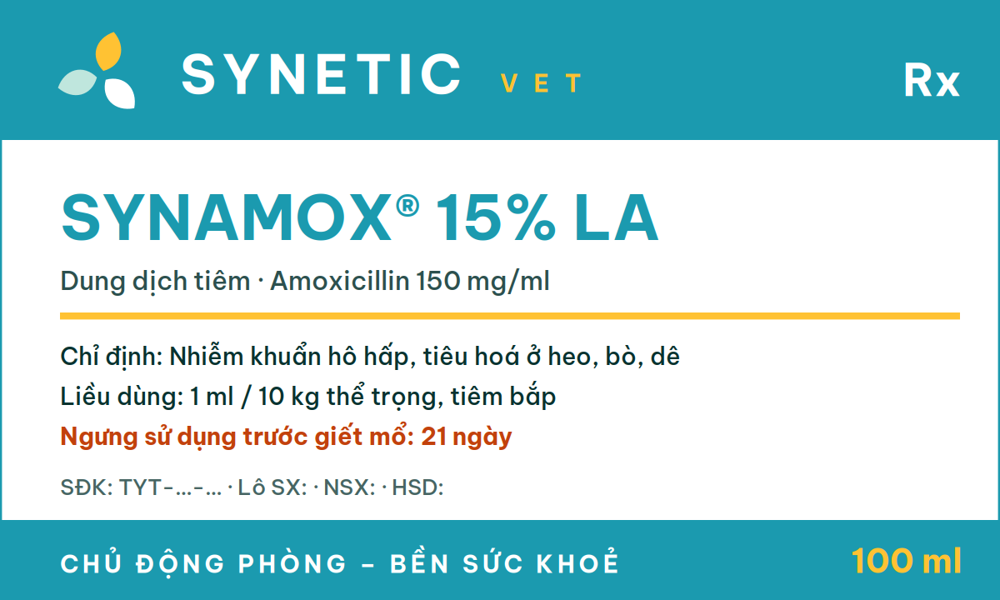 SYNETIC VET
Rx
SYNAMOX® 15% LA
Dung dịch tiêm · Amoxicillin 150 mg/ml
Chỉ định: Nhiễm khuẩn hô hấp, tiêu hoá ở heo, bò, dê
Liều dùng: 1 ml / 10 kg thể trọng, tiêm bắp
Ngưng sử dụng trước giết mổ: 21 ngày
SĐK: TYT-...-... · Lô SX: · NSX: · HSD:
CHỦ ĐỘNG PHÒNG – BỀN SỨC KHOẺ
100 ml